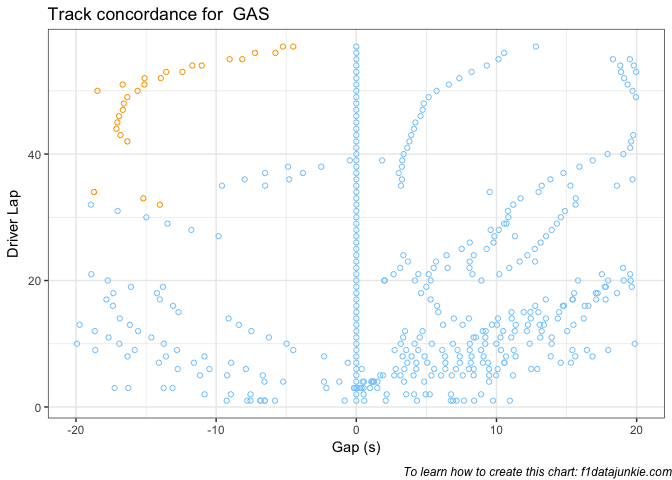 Track concordance for  GAS
Driver Lap
40
20
0
-20
-10
0
10
20
Gap (s)
To learn how to create this chart: f1datajunkie.com